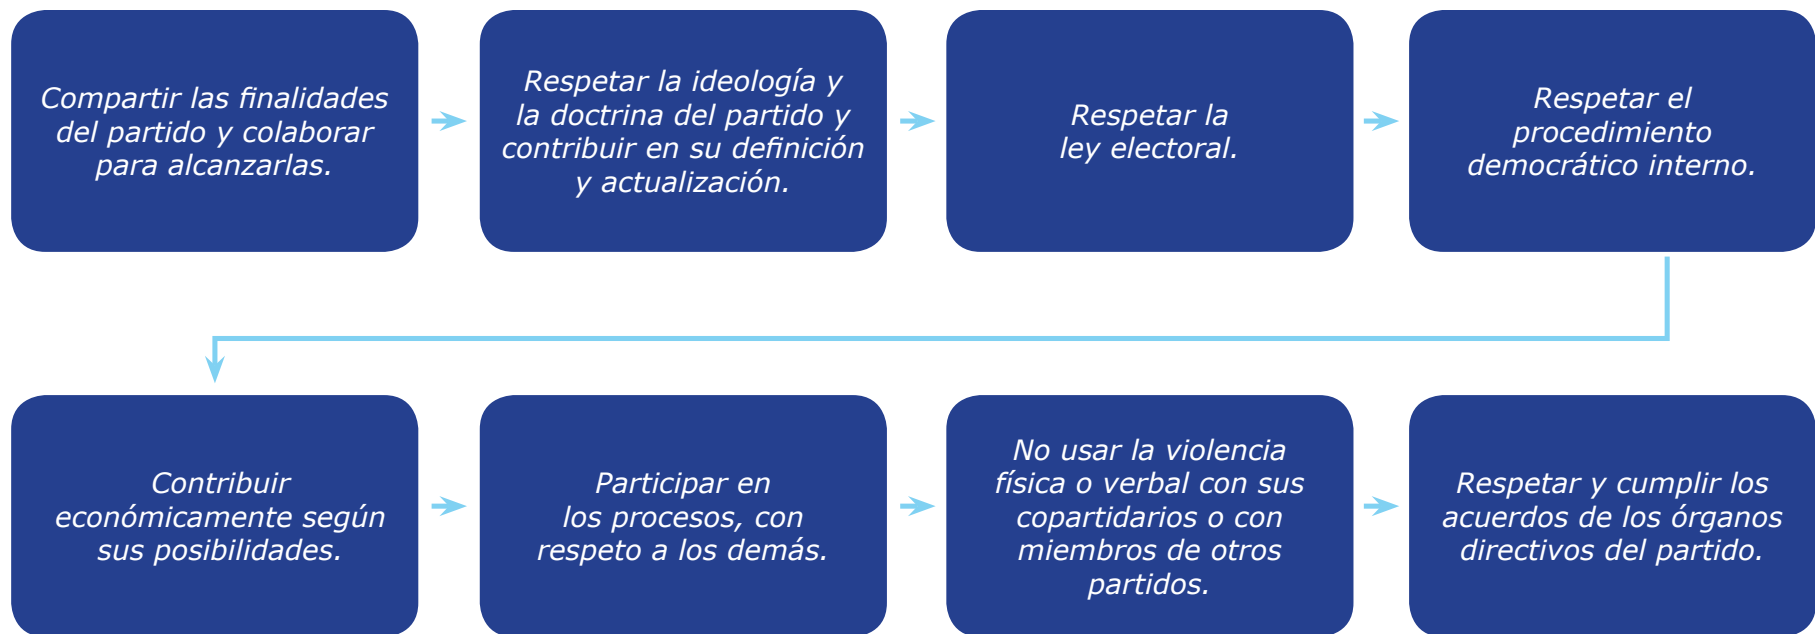 Compartir las finalidades
del partido y colaborar
para alcanzarlas.
Respetar la ideología y
la doctrina del partido y
contribuir en su definición
y actualización.
Respetar la
ley electoral.
Respetar el
procedimiento
democrático interno.
Contribuir
económicamente según
sus posibilidades.
Participar en
los procesos, con
respeto a los demás.
No usar la violencia
física o verbal con sus
copartidarios o con
miembros de otros
partidos.
Respetar y cumplir los
acuerdos de los órganos
directivos del partido.